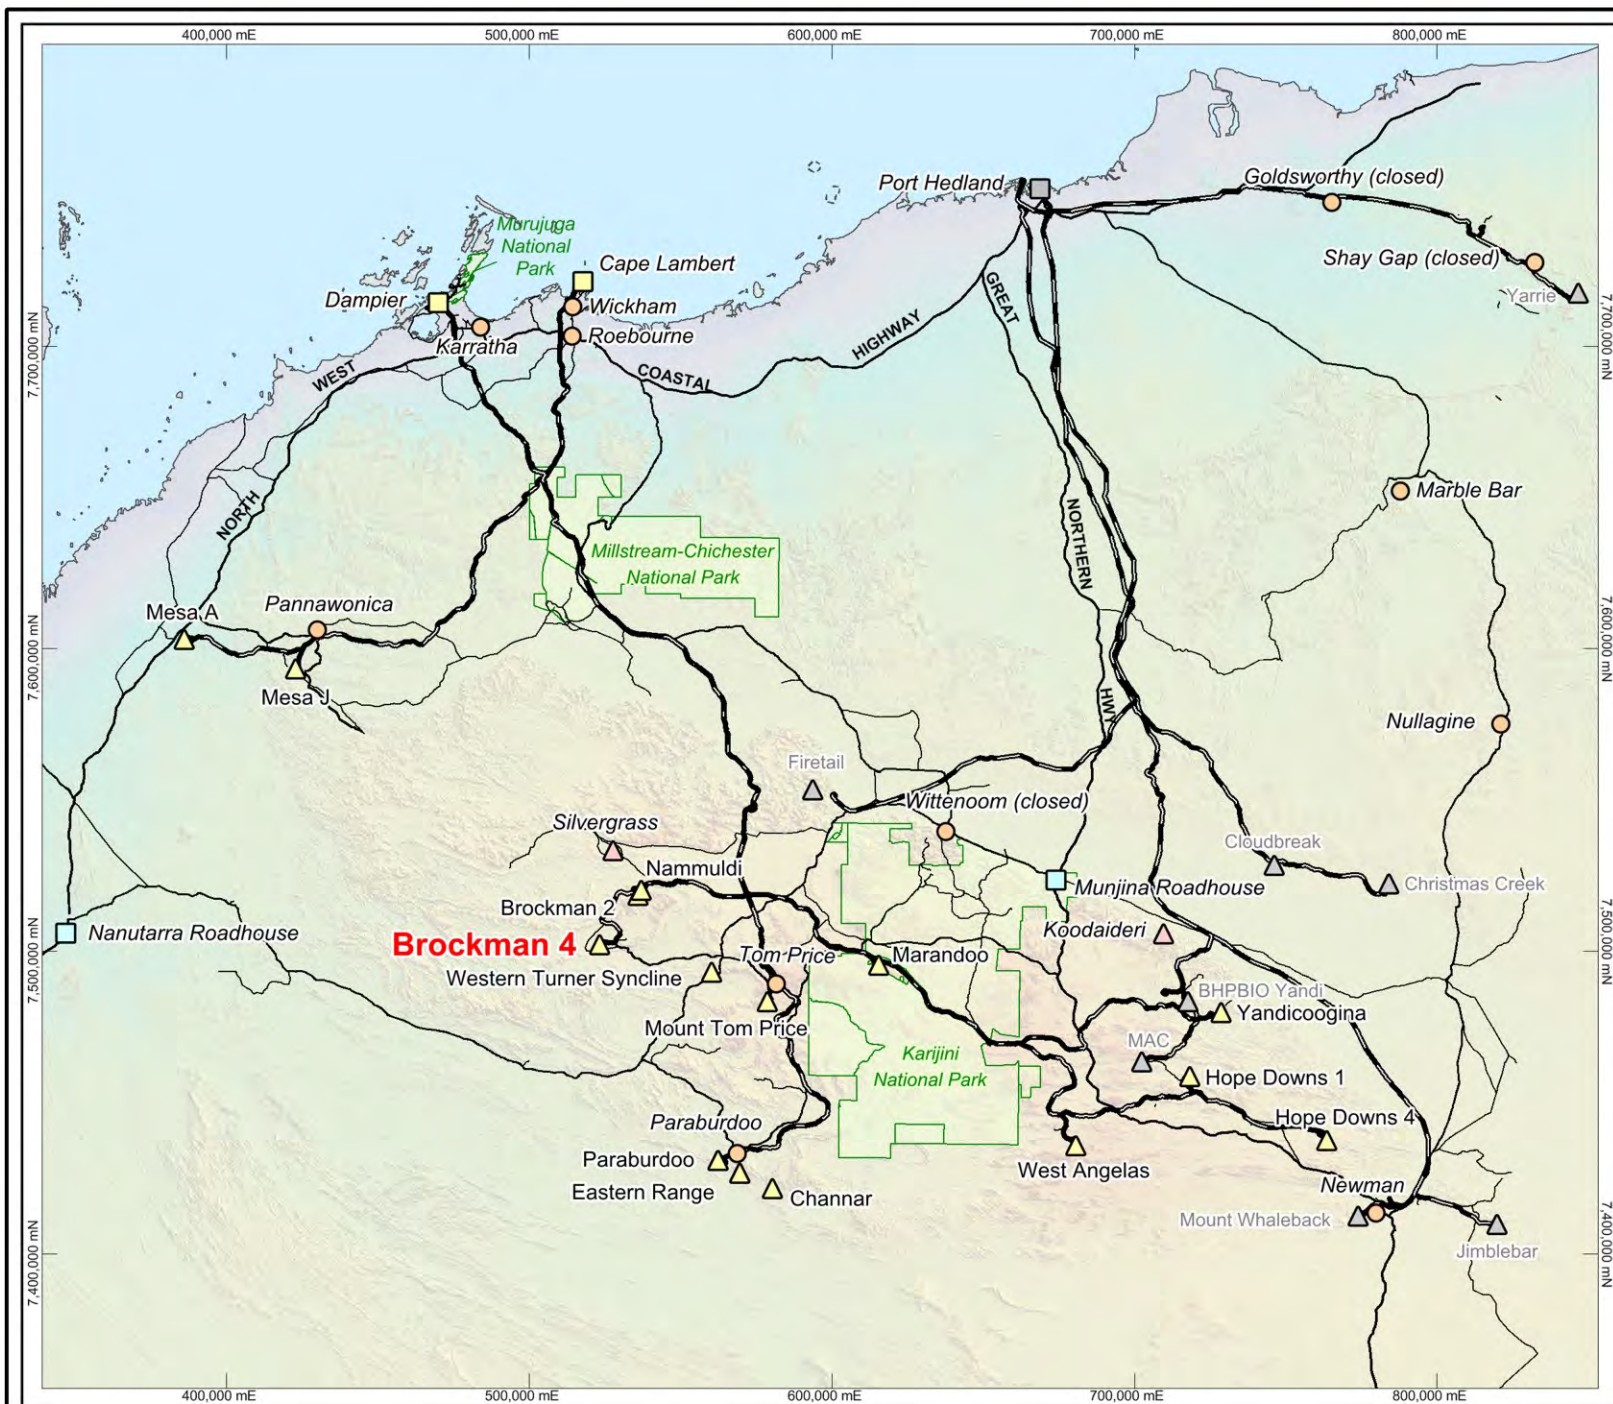 400,000 mE
500,000 mE
600,000 mE
700,000 mE
800,000 mE
Port Hedland
Goldsworthy (closed)
Murujuga
National
Park
Cape Lambert
Shay Gap (closed)
Dampier
Wickham
Yarrie
Karratha
Roebourne
GREAT
HIGHWAY
7,700,000 mN
7,700,000 mN
WEST
COASTAL
Marble Bar
NORTH
NORTHERN
Millstream-Chichester
National Park
Mesa A
Pannawonica
7,600,000 mN
7,600,000 mN
Mesa J
HWY
Nullagine
Firetail
Wittenoom (closed)
Silvergrass
Cloudbreak
Nammuldi
Munjina Roadhouse
Christmas Creek
Brockman 2
Nanutarra Roadhouse
Koodaideri
7,500,000 mN
7,500,000 mN
Brockman 4
Tom Price
Marandoo
Western Turner Syncline
BHPBIO Yandi
Yandicoogina
Mount Tom Price
MAC
Karijini
National Park
Hope Downs 1
Paraburdoo
Hope Downs 4
Paraburdoo
West Angelas
Eastern Range
Channar
Newman
Mount Whaleback
7,400,000 mN
7,400,000 mN
Jimblebar
400,000 mE
500,000 mE
600,000 mE
700,000 mE
800,000 mE